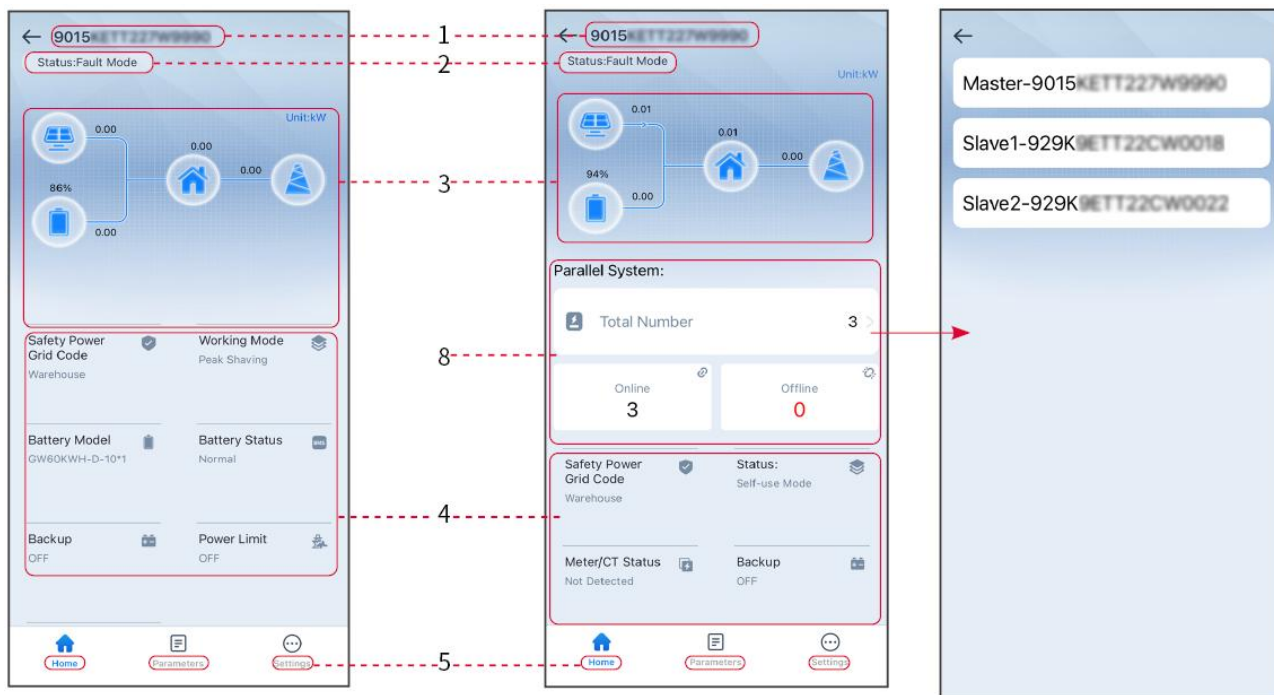 9015
Status:Fault Mode
Unit:kW
0.00
0.00
0.00
86%
0.00
Safety Power
Grid Code
Warehouse
Working Mode
Peak Shaving
Battery Model
GW60KWH-D-10*1
Battery Status
Normal
Backup
OFF
Power Limit
OFF
Home
Parameters
Settings
1
2
3
8
4
5
9015
Status:Fault Mode
Unit:kW
0.01
0.01
0.00
94%
0.00
Parallel System:
Total Number 3
Online
3
Offline
0
Safety Power
Grid Code
Warehouse
Status:
Self-use Mode
Meter/CT Status
Not Detected
Backup
OFF
Home
Parameters
Settings
Master-9015KETT227W9990
Slave1-929K9ETT22CW0018
Slave2-929K9ETT22CW0022